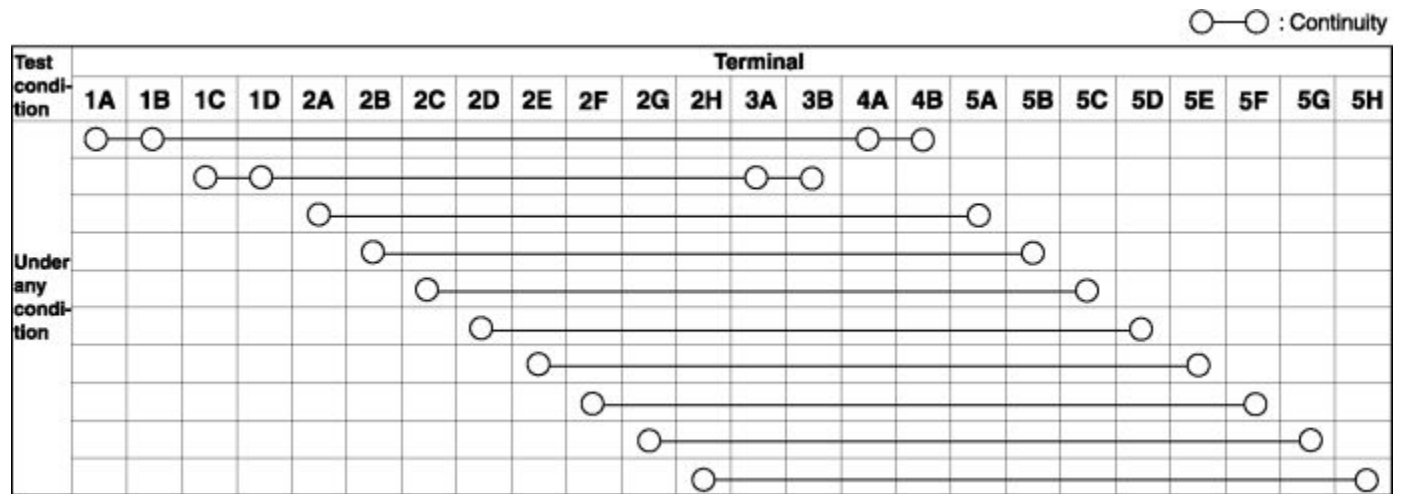 : Continuity
Test condi-tion
Terminal
1A 1B 1C 1D 2A 2B 2C 2D 2E 2F 2G 2H 3A 3B 4A 4B 5A 5B 5C 5D 5E 5F 5G 5H
Under
any
condi-
tion